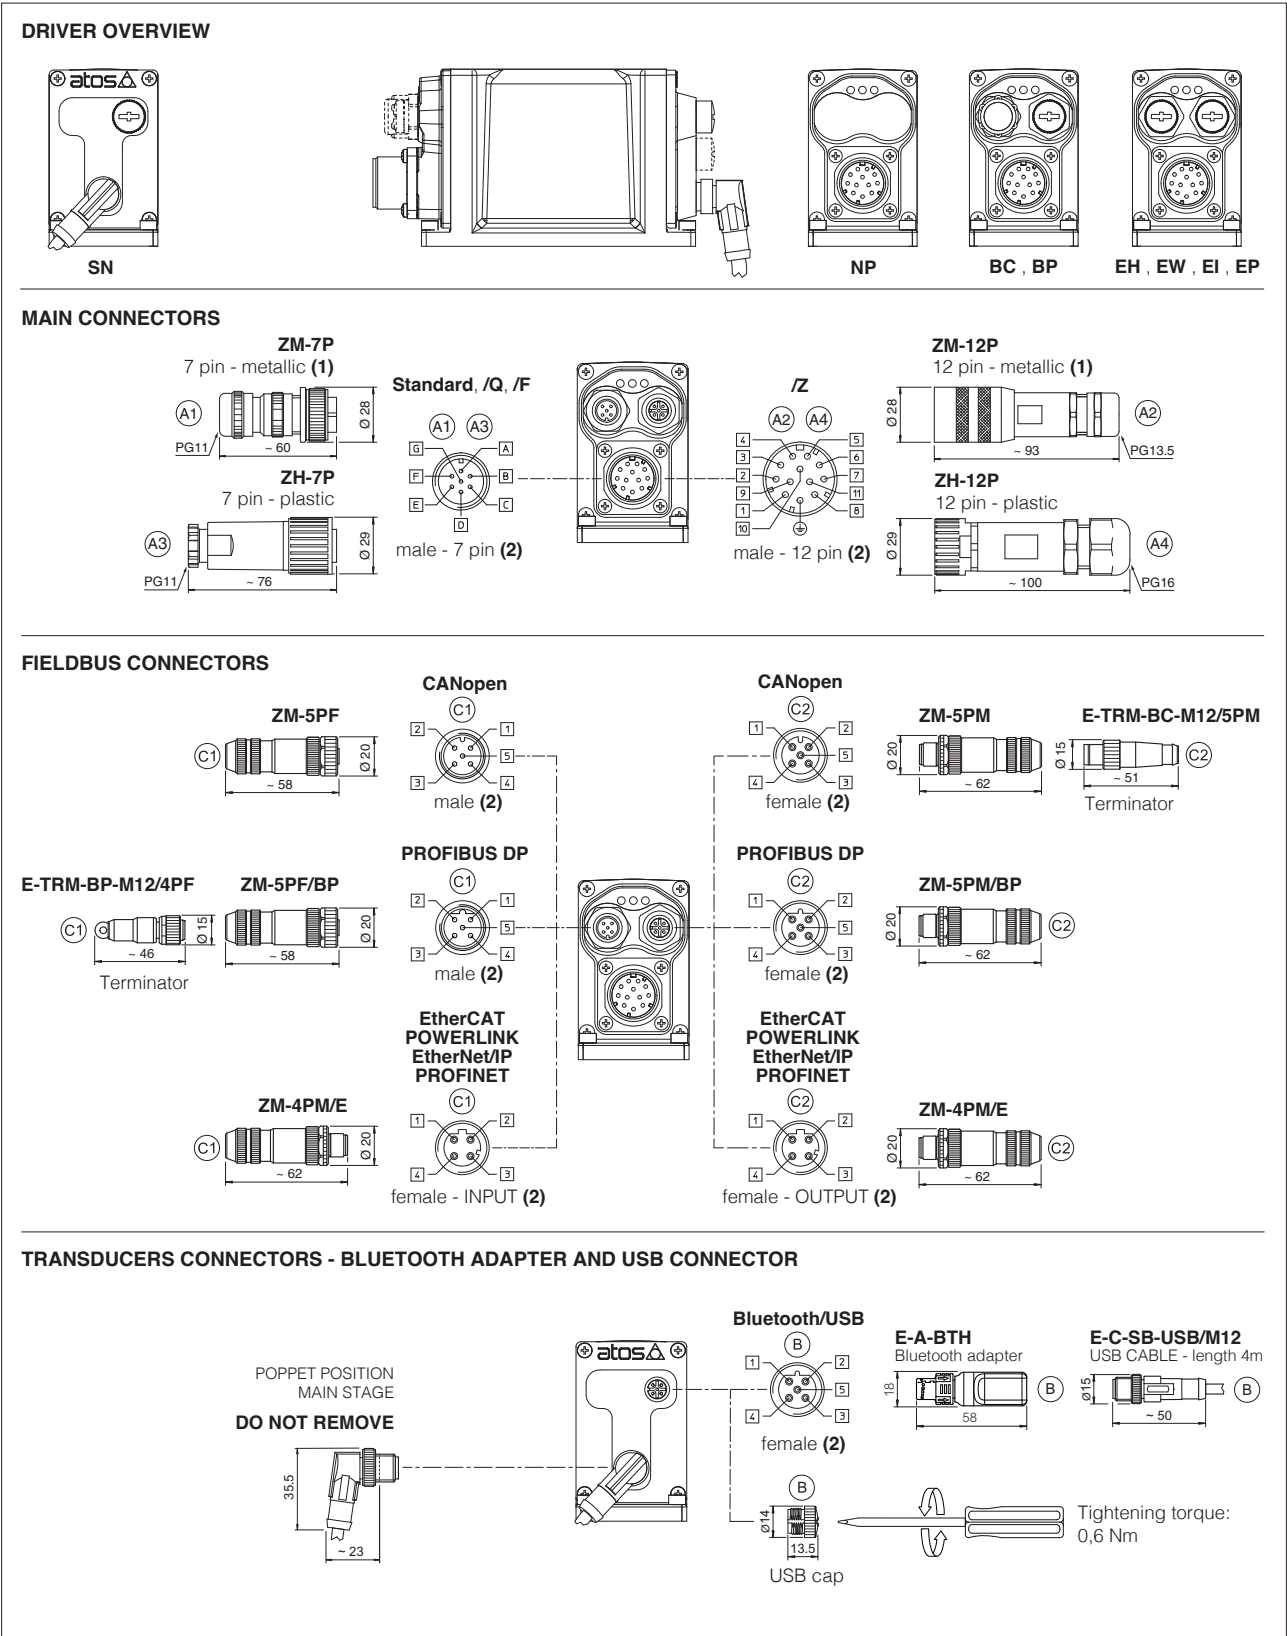 DRIVER OVERVIEW
atos
SN
NP
BC , BP
EH , EW , EI , EP
MAIN CONNECTORS
ZM-7P
7 pin - metallic (1)
A1
PG11
~ 60
Ø 28
ZH-7P
7 pin - plastic
A3
PG11
~ 76
Ø 29
Standard, /Q, /F
A1 A3
G A
F B
E C
D
male - 7 pin (2)
/Z
A2 A4
4 5
3 6
2 7
9 11
1 8
10
male - 12 pin (2)
ZM-12P
12 pin - metallic (1)
Ø 28
A2
~ 93
PG13.5
ZH-12P
12 pin - plastic
Ø 29
A4
~ 100
PG16
FIELDBUS CONNECTORS
ZM-5PF
C1
Ø 20
~ 58
CANopen
C1
2 1
5
3 4
male (2)
CANopen
C2
1 2
5
4 3
female (2)
ZM-5PM
Ø 20
~ 62
E-TRM-BC-M12/5PM
Ø 15
C2
~ 51
Terminator
E-TRM-BP-M12/4PF
C1
Ø 15
~ 46
Terminator
ZM-5PF/BP
Ø 20
~ 58
PROFIBUS DP
C1
2 1
5
3 4
male (2)
PROFIBUS DP
C2
1 2
5
4 3
female (2)
ZM-5PM/BP
Ø 20
C2
~ 62
EtherCAT
POWERLINK
EtherNet/IP
PROFINET
C1
1 2
4 3
female - INPUT (2)
ZM-4PM/E
C1
Ø 20
~ 62
EtherCAT
POWERLINK
EtherNet/IP
PROFINET
C2
1 2
4 3
female - OUTPUT (2)
ZM-4PM/E
Ø 20
C2
~ 62
TRANSDUCERS CONNECTORS - BLUETOOTH ADAPTER AND USB CONNECTOR
POPPET POSITION
MAIN STAGE
DO NOT REMOVE
35.5
~ 23
atos
Bluetooth/USB
B
1 2
5
4 3
female (2)
E-A-BTH
Bluetooth adapter
18
58
B
E-C-SB-USB/M12
USB CABLE - length 4m
Ø15
~ 50
B
B
Ø14
13.5
USB cap
Tightening torque:
0,6 Nm